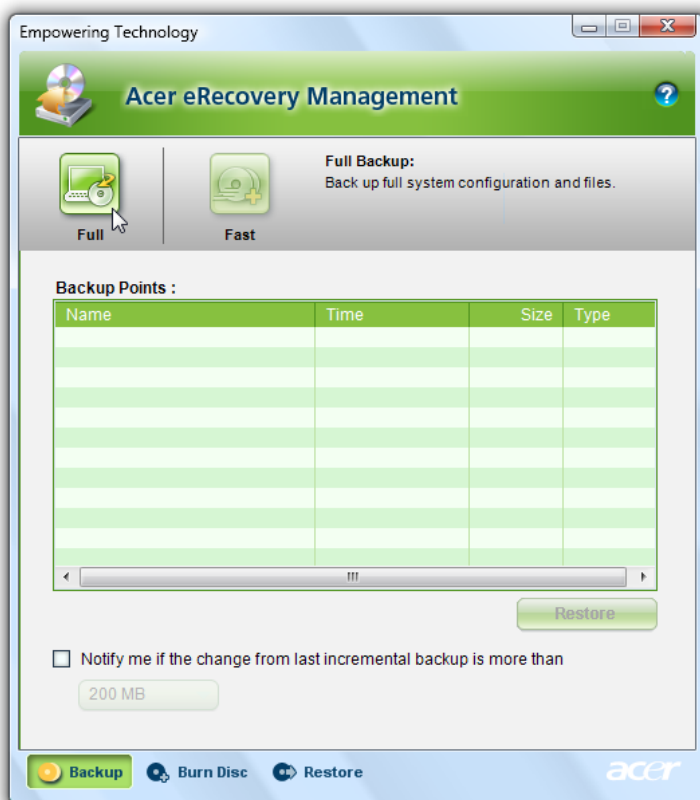 Empowering Technology
Acer eRecovery Management
Full Backup:
Back up full system configuration and files.
Full Fast
Backup Points :
Name Time Size Type
Restore
Notify me if the change from last incremental backup is more than
200 MB
Backup Burn Disc Restore acer